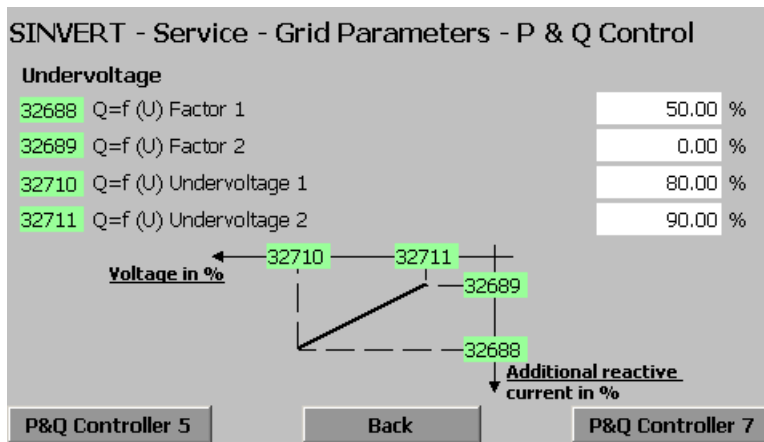 SINVERT - Service - Grid Parameters - P & Q Control
Undervoltage
32688 Q=f (U) Factor 1 50.00 %
32689 Q=f (U) Factor 2 0.00 %
32710 Q=f (U) Undervoltage 1 80.00 %
32711 Q=f (U) Undervoltage 2 90.00 %
32710 32711
Voltage in %
32689
32688
Additional reactive
current in %
P&Q Controller 5 Back P&Q Controller 7